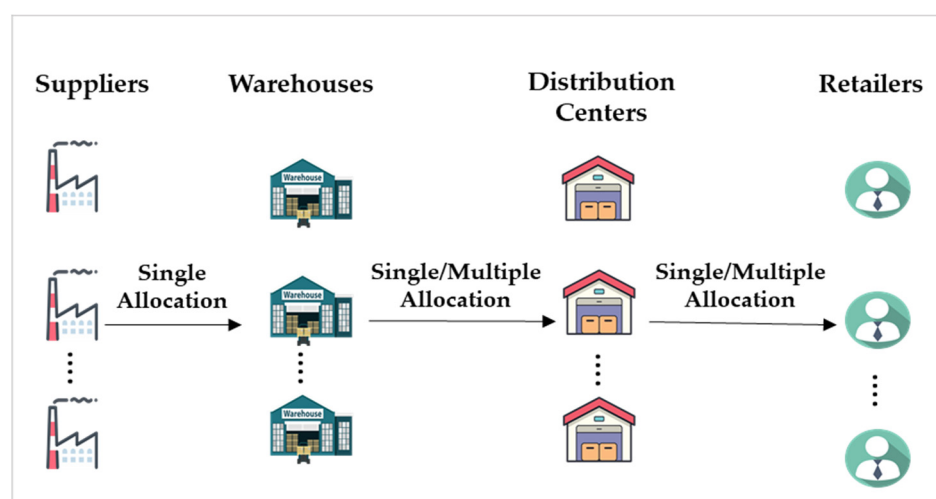 Suppliers
Warehouses
Distribution
Centers
Retailers
Warehouse
Single
Allocation
Warehouse
Single/Multiple
Allocation
Single/Multiple
Allocation
Warehouse